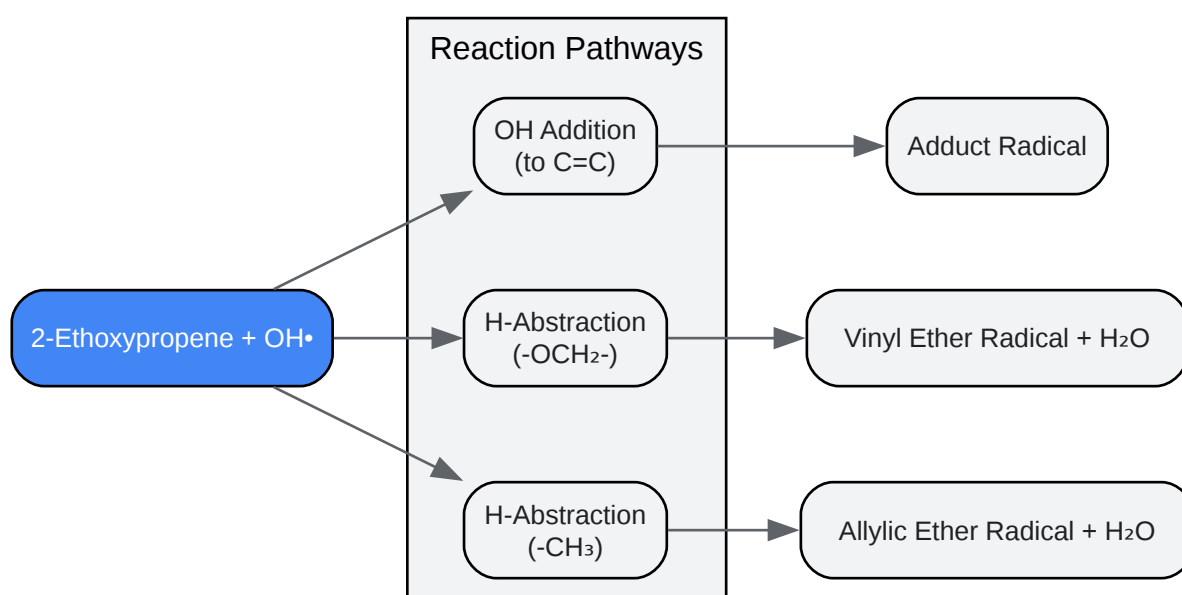 Reaction Pathways
OH Addition
(to C=C)
Adduct Radical
2-Ethoxypropene + OH•
H-Abstraction
(-OCH₂-)
Vinyl Ether Radical + H₂O
H-Abstraction
(-CH₃)
Allylic Ether Radical + H₂O